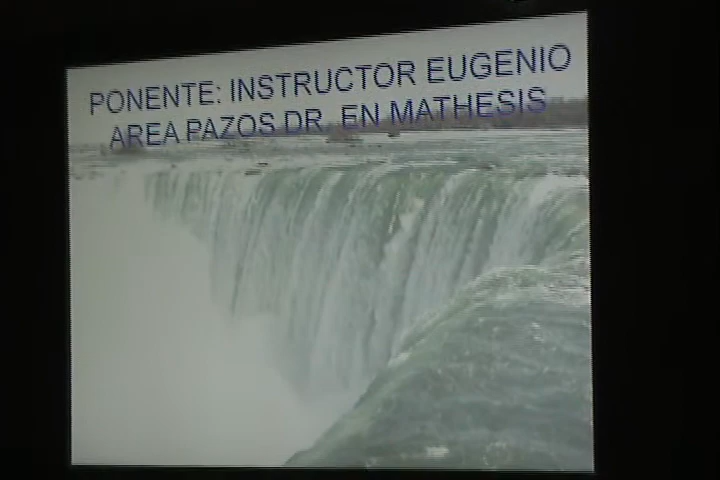 PONENTE: INSTRUCTOR EUGENIO
AREA PAZOS DR. EN MATHESIS